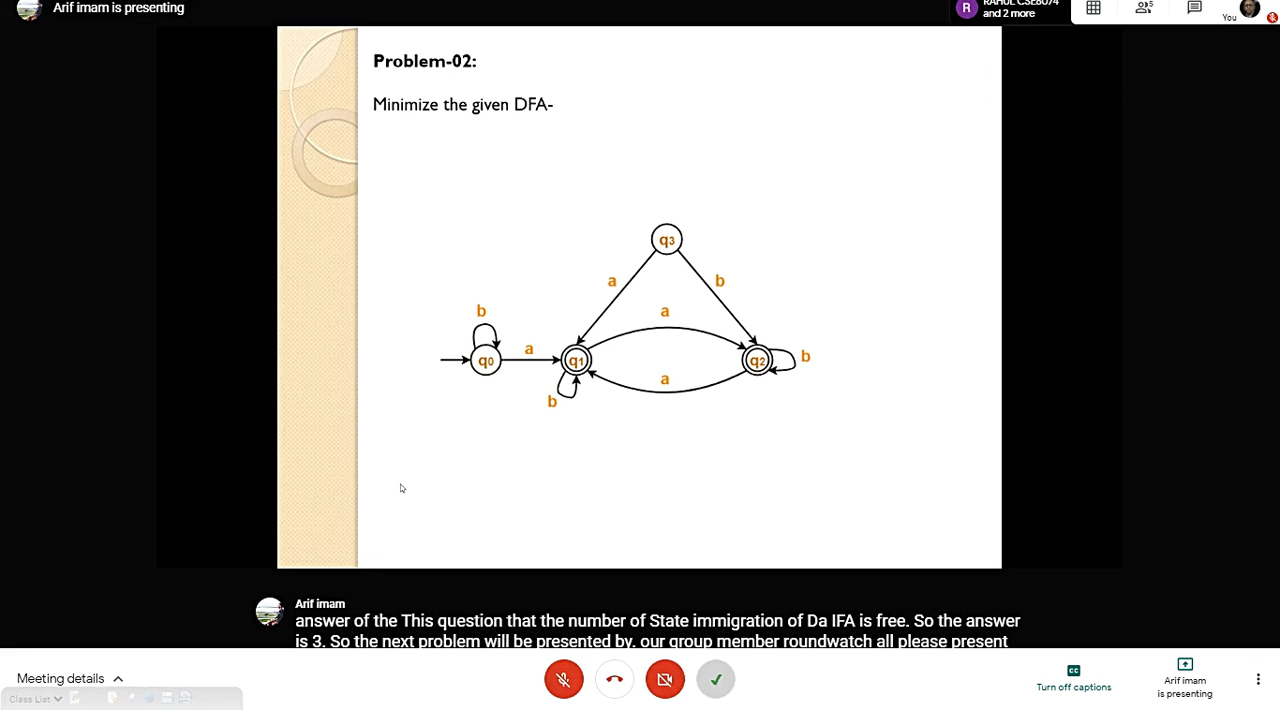 Arif imam is presenting
R
RAHUL CSE8074
and 2 more
5
You
Problem-02:
Minimize the given DFA-
q3
a
b
b
a
a
q0
q1
q2
b
a
b
Arif imam
answer of the This question that the number of State immigration of Da IFA is free. So the answer
is 3. So the next problem will be presented by. our group member roundwatch all please present
Meeting details
Class List
CC
Turn off captions
Arif imam
is presenting